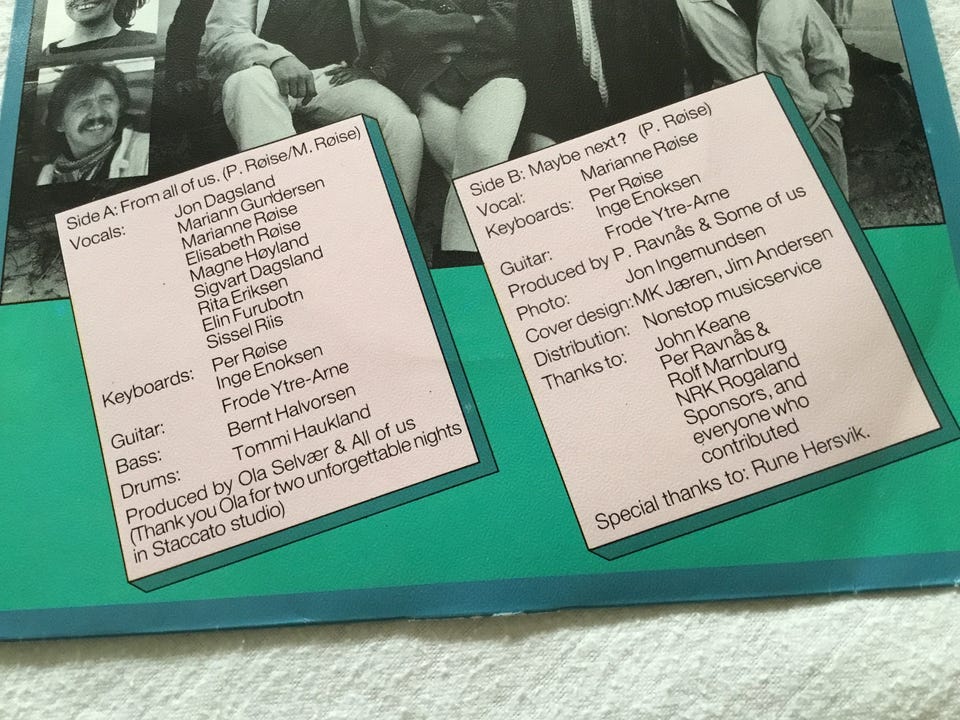 Side A: From all of us. (P. Røise/M. Røise)
Vocals: Jon Dagsland
Mariann Gundersen
Marianne Røise
Elisabeth Røise
Magne Høyland
Sigvart Dagsland
Rita Eriksen
Elin Furubotn
Sissel Riis
Keyboards: Per Røise
Inge Enoksen
Guitar: Frode Ytre-Arne
Bass: Bernt Halvorsen
Drums: Tommi Haukland
Produced by Ola Selvær & All of us
(Thank you Ola for two unforgettable nights
in Staccato studio)
Side B: Maybe next? (P. Røise)
Vocal: Marianne Røise
Keyboards: Per Røise
Inge Enoksen
Guitar: Frode Ytre-Arne
Produced by P. Ravnås & Some of us
Photo: Jon Ingemundsen
Cover design: MK Jæren, Jim Andersen
Distribution: Nonstop musicservice
Thanks to: John Keane
Per Ravnås &
Rolf Marnburg
NRK Rogaland
Sponsors, and
everyone who
contributed
Special thanks to: Rune Hersvik.